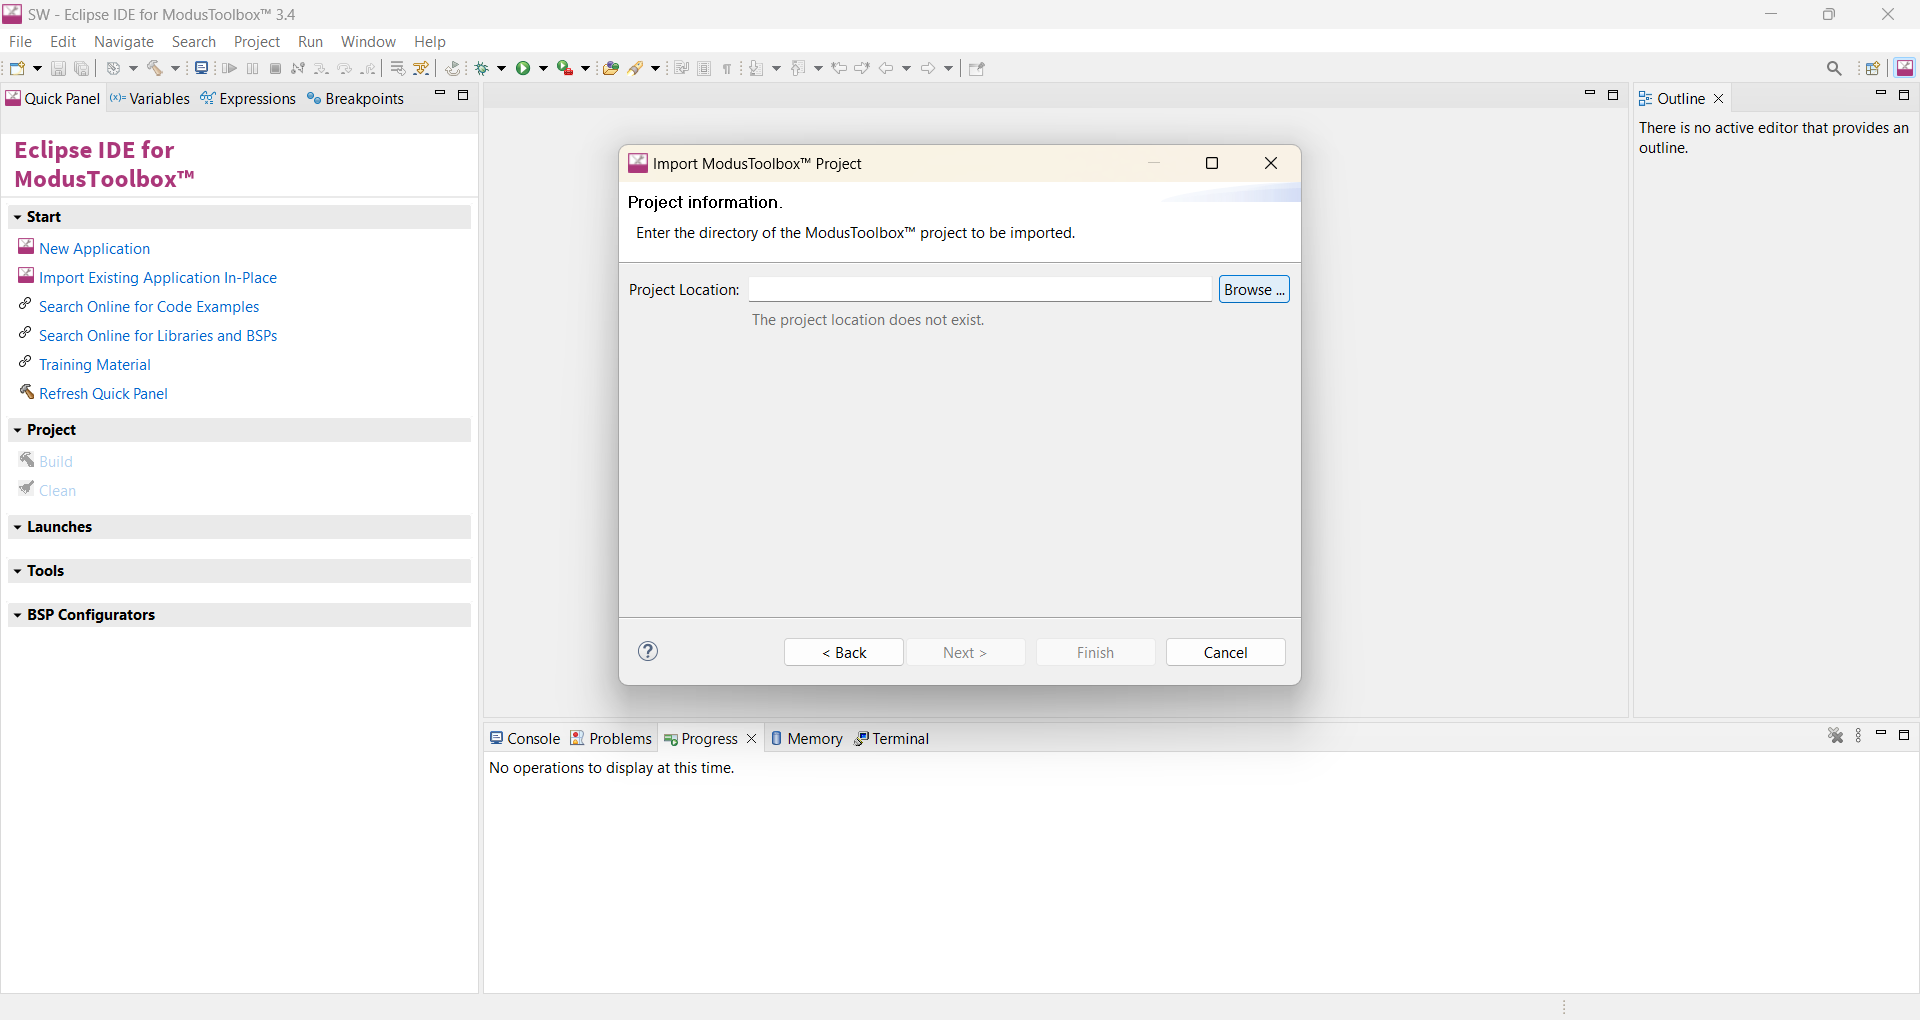 SW - Eclipse IDE for ModusToolbox™ 3.4
File Edit Navigate Search Project Run Window Help
Quick Panel
(x)= Variables
Expressions
Breakpoints
Eclipse IDE for
ModusToolbox™
Start
New Application
Import Existing Application In-Place
Search Online for Code Examples
Search Online for Libraries and BSPs
Training Material
Refresh Quick Panel
Project
Build
Clean
Launches
Tools
BSP Configurators
Import ModusToolbox™ Project
Project information.
Enter the directory of the ModusToolbox™ project to be imported.
Project Location:
Browse ...
The project location does not exist.
?
< Back
Next >
Finish
Cancel
Outline
There is no active editor that provides an
outline.
Console
Problems
Progress
Memory
Terminal
No operations to display at this time.